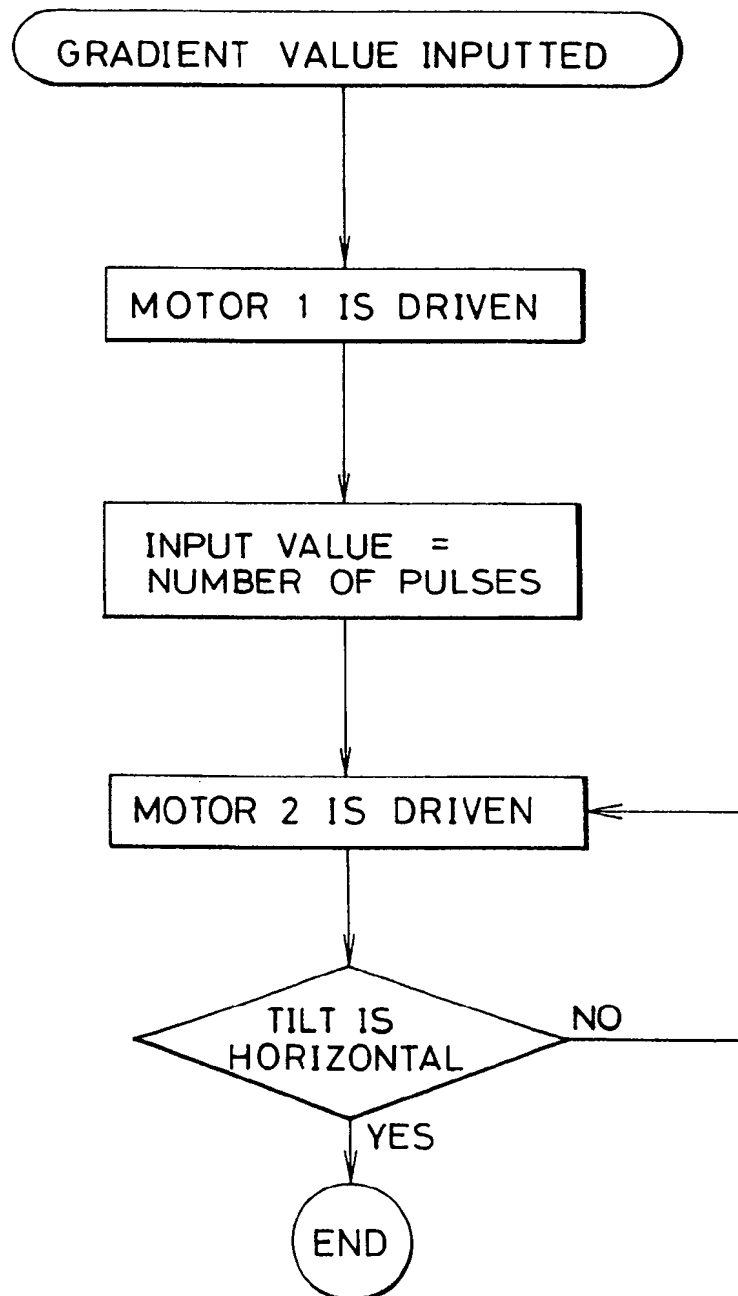 GRADIENT VALUE INPUTTED
MOTOR 1 IS DRIVEN
INPUT VALUE =
NUMBER OF PULSES
MOTOR 2 IS DRIVEN
TILT IS
HORIZONTAL
NO
YES
END